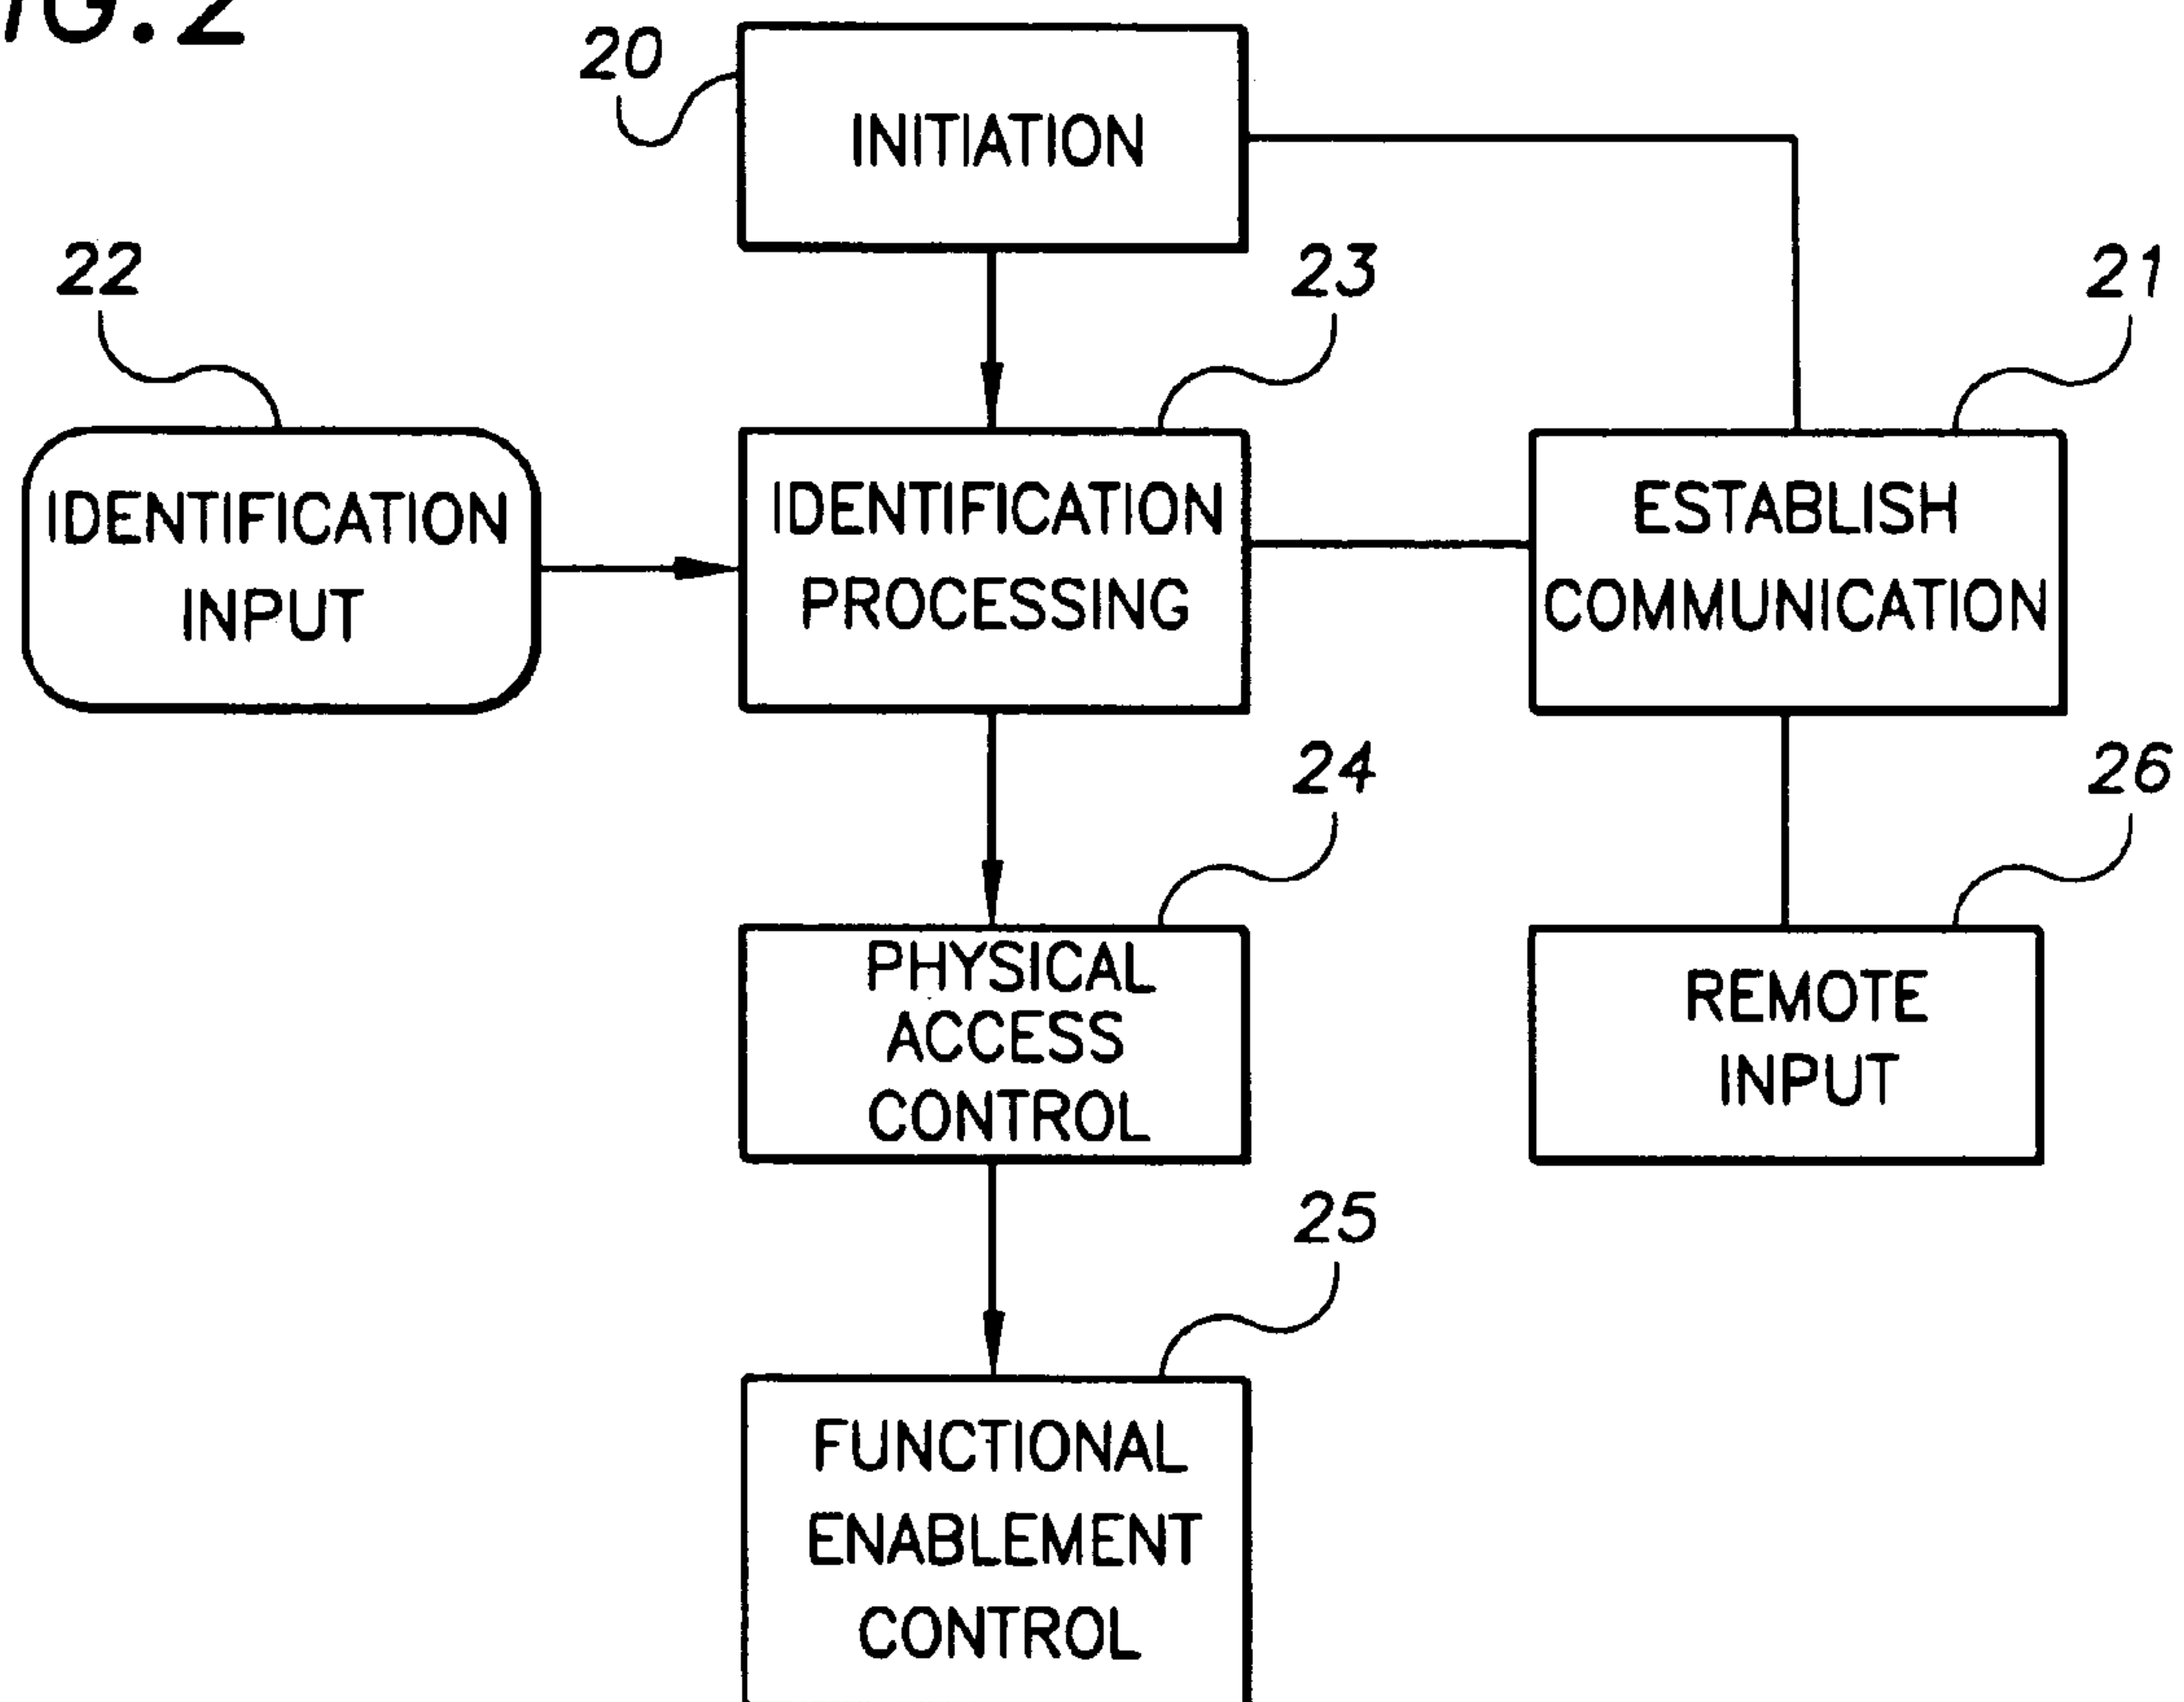 IG.2
20
INITIATION
22
23
21
IDENTIFICATION
INPUT
IDENTIFICATION
PROCESSING
ESTABLISH
COMMUNICATION
24
26
PHYSICAL
ACCESS
CONTROL
REMOTE
INPUT
25
FUNCTIONAL
ENABLEMENT
CONTROL